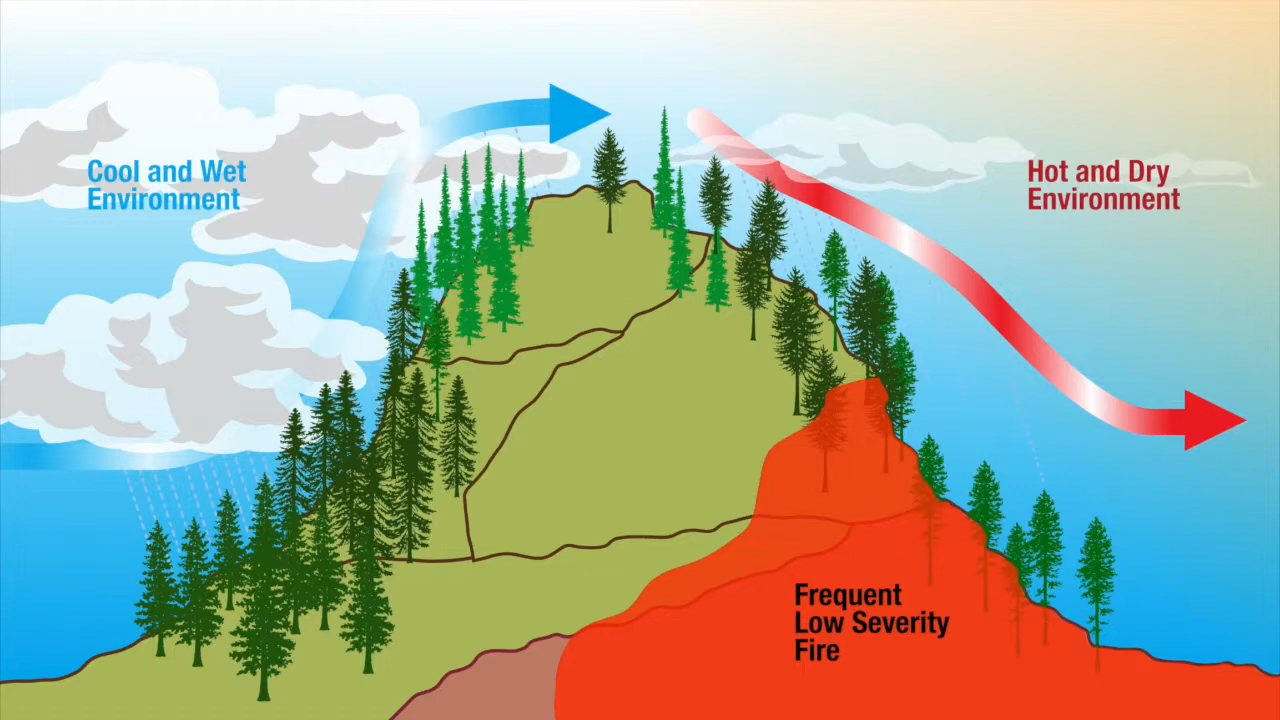 Cool and Wet
Environment
Hot and Dry
Environment
Frequent
Low Severity
Fire